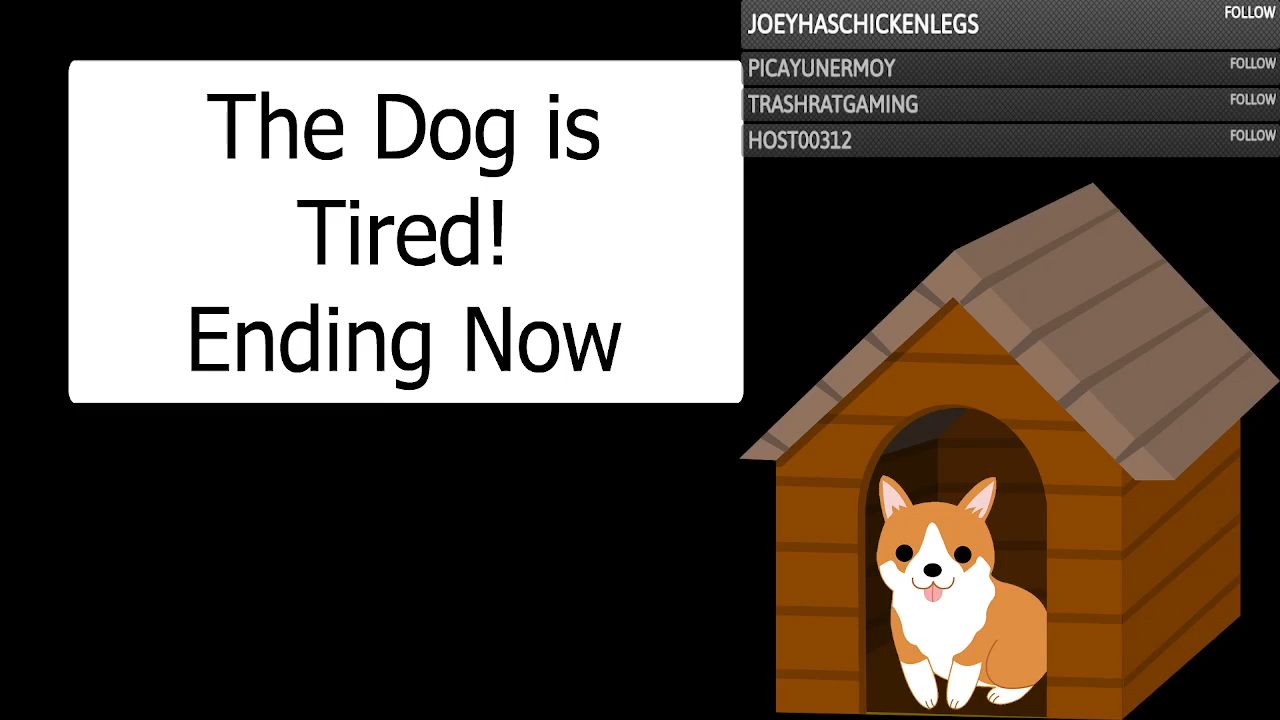 The Dog is
Tired!
Ending Now
JOEYHASCHICKENLEGS FOLLOW
PICAYUNERMOY FOLLOW
TRASHRATGAMING FOLLOW
HOST00312 FOLLOW